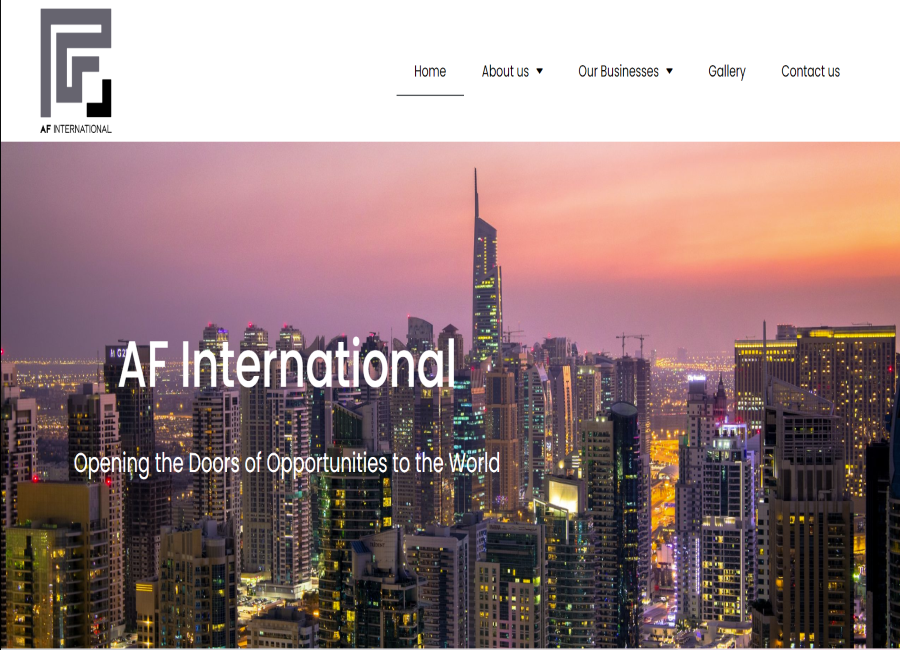 AF INTERNATIONAL
Home
About us
Our Businesses
Gallery
Contact us
AF International
Opening the Doors of Opportunities to the World